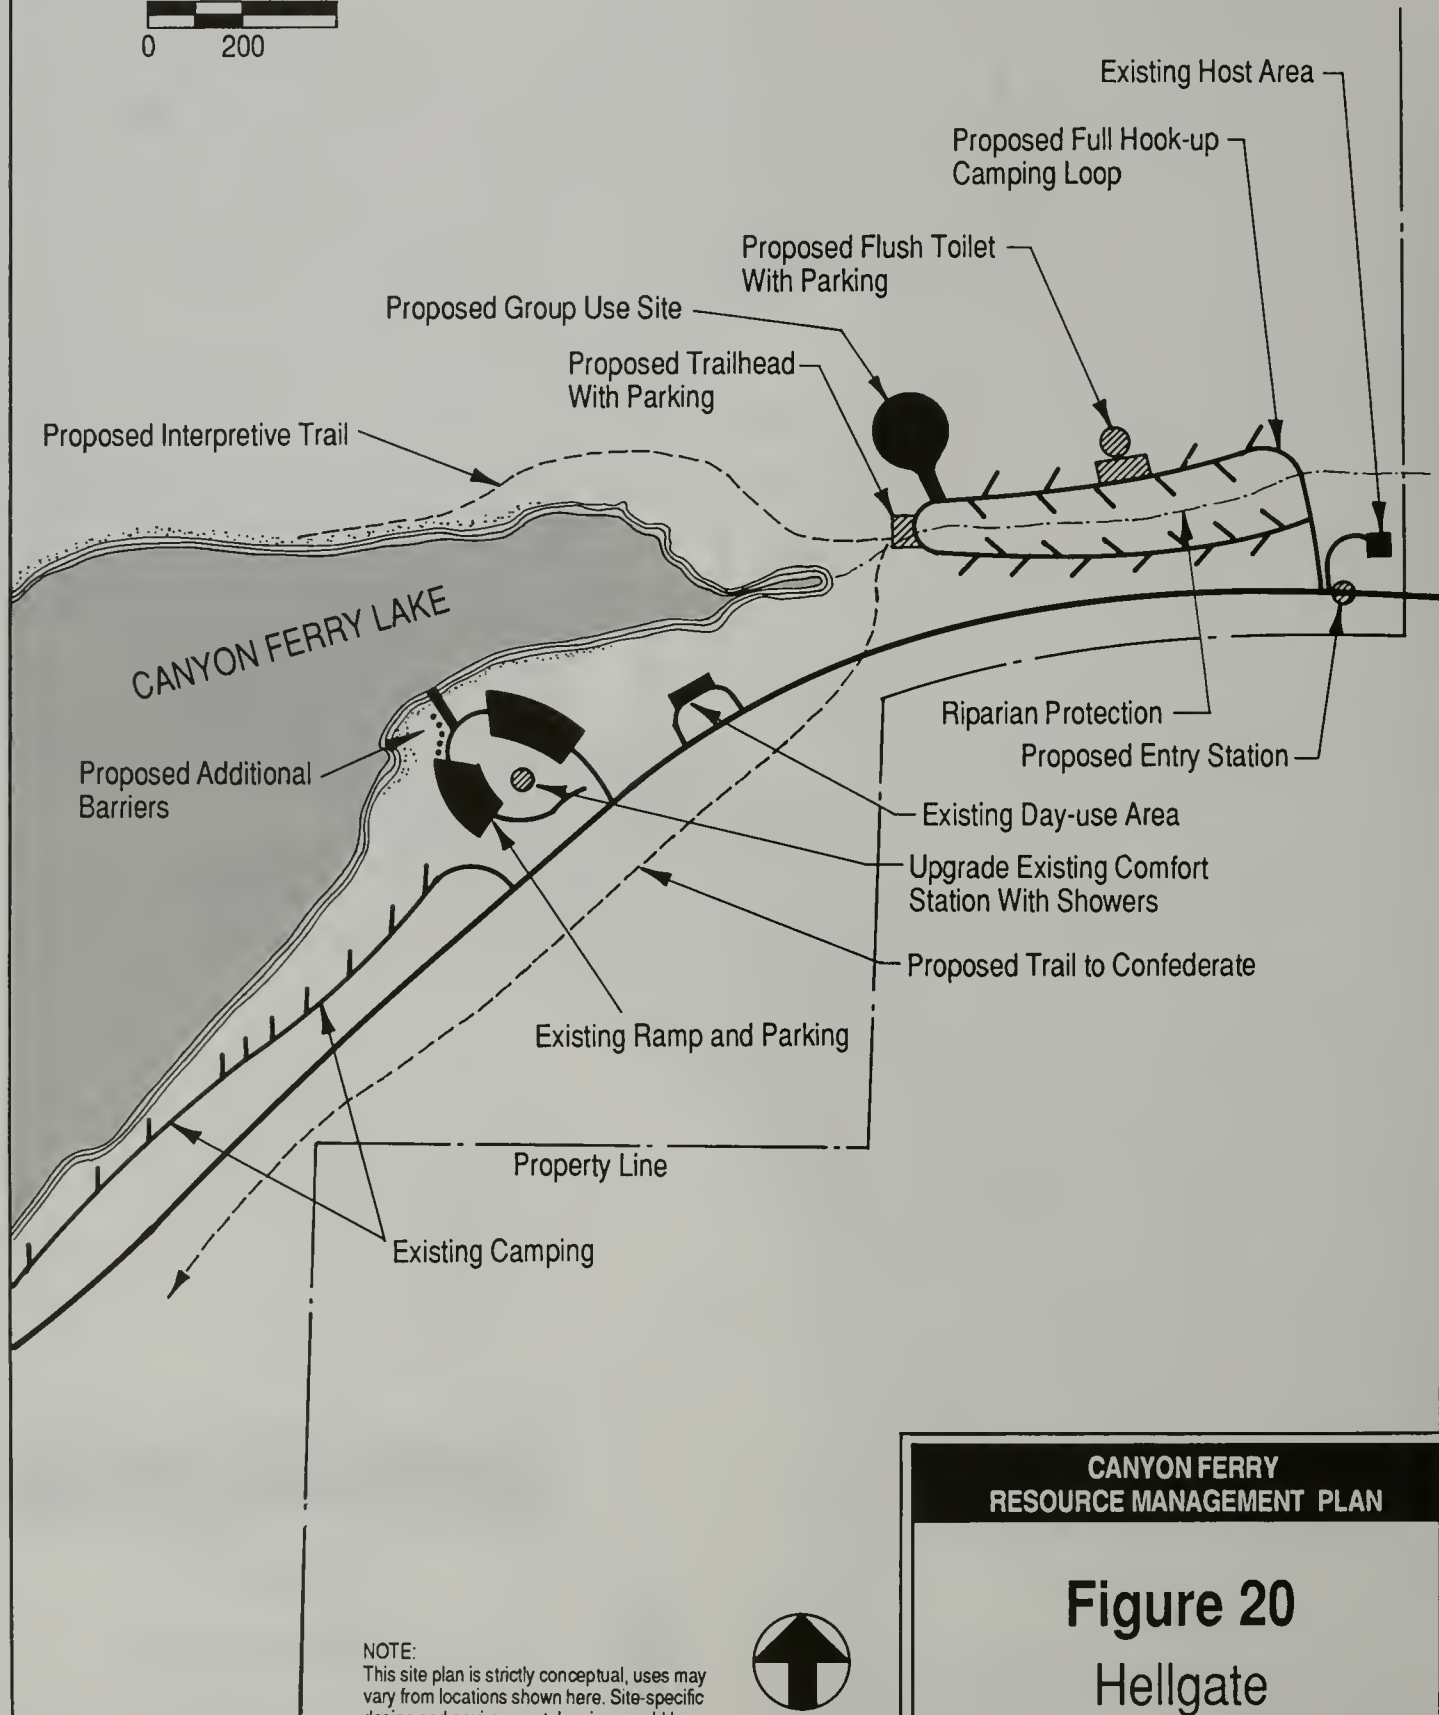 0 200
Existing Host Area
Proposed Full Hook-up
Camping Loop
Proposed Flush Toilet
With Parking
Proposed Group Use Site
Proposed Trailhead
With Parking
Proposed Interpretive Trail
CANYON FERRY LAKE
Riparian Protection
Proposed Entry Station
Proposed Additional
Barriers
Existing Day-use Area
Upgrade Existing Comfort
Station With Showers
Proposed Trail to Confederate
Existing Ramp and Parking
Property Line
Existing Camping
CANYON FERRY
RESOURCE MANAGEMENT PLAN
Figure 20
Hellgate
NOTE:
This site plan is strictly conceptual, uses may
vary from locations shown here. Site-specific